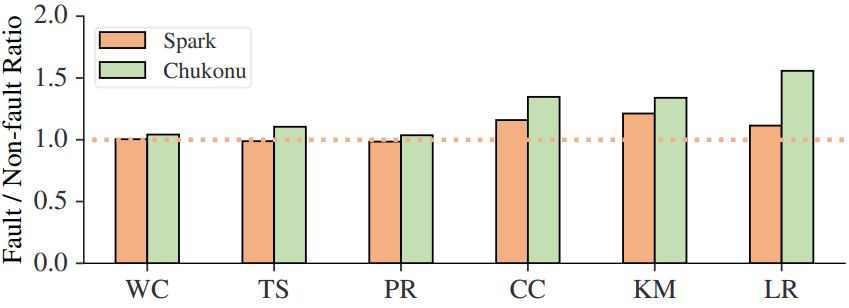 Fault / Non-fault Ratio
2.0
1.5
1.0
0.5
0.0
Spark
Chukonu
WC TS PR CC KM LR